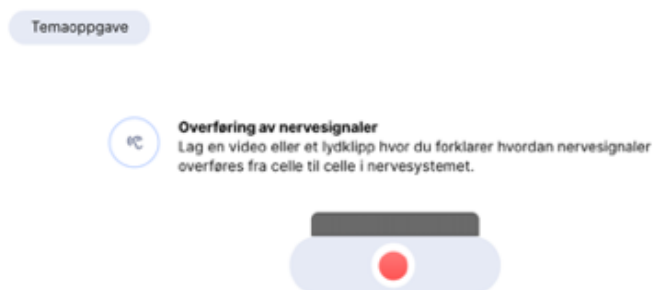 Temaoppgave
Overføring av nervesignaler
Lag en video eller et lydklipp hvor du forklarer hvordan nervesignaler
overføres fra celle til celle i nervesystemet.